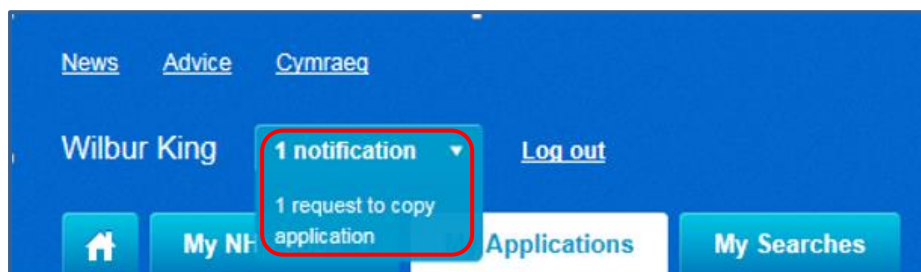 News Advice Cymraeg
Wilbur King 1 notification Log out
1 request to copy
application
My NH Applications My Searches